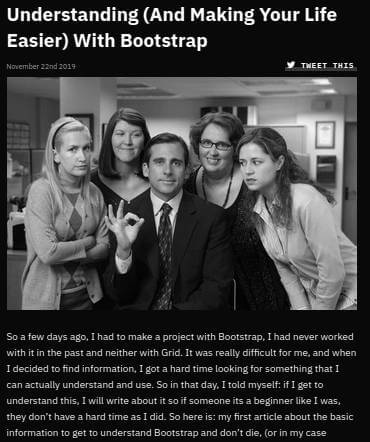 Understanding (And Making Your Life
Easier) With Bootstrap
November 22nd 2019
TWEET THIS
So a few days ago, I had to make a project with Bootstrap, I had never worked
with it in the past and neither with Grid. It was really difficult for me, and when
I decided to find information, I got a hard time looking for something that I
can actually understand and use. So in that day, I told myself: if I get to
understand this, I will write about it so if someone its a beginner like I was,
they don't have a hard time as I did. So here is: my first article about the basic
information to get to understand Bootstrap and don't die, (or in my case